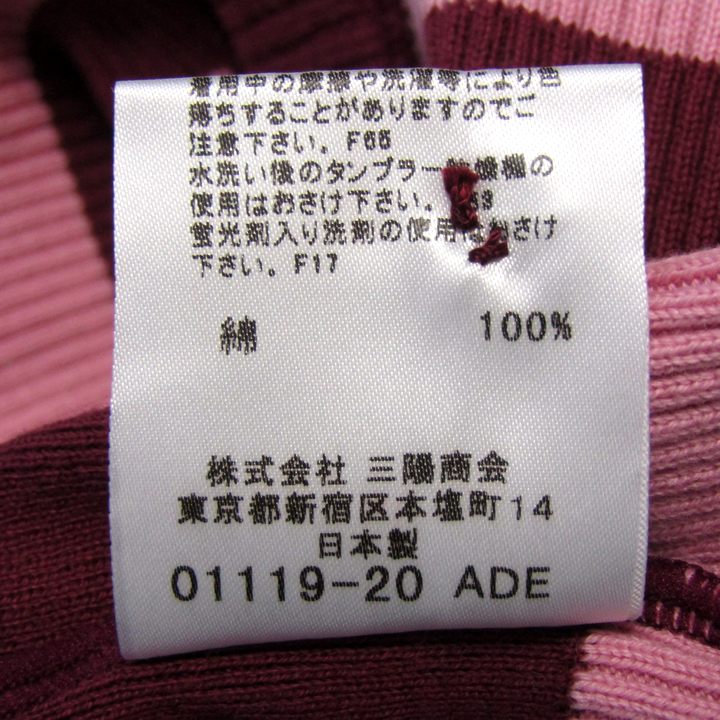 着用中の摩擦や洗濯等により色
落ちすることがありますのでご
注意下さい。F65
水洗い後のタンブラー乾燥機の
使用はおさけ下さい。
蛍光剤入り洗剤の使用はおさけ
下さい。F17
綿 100%
株式会社 三陽商会
東京都新宿区本塩町14
日本製
01119-20 ADE